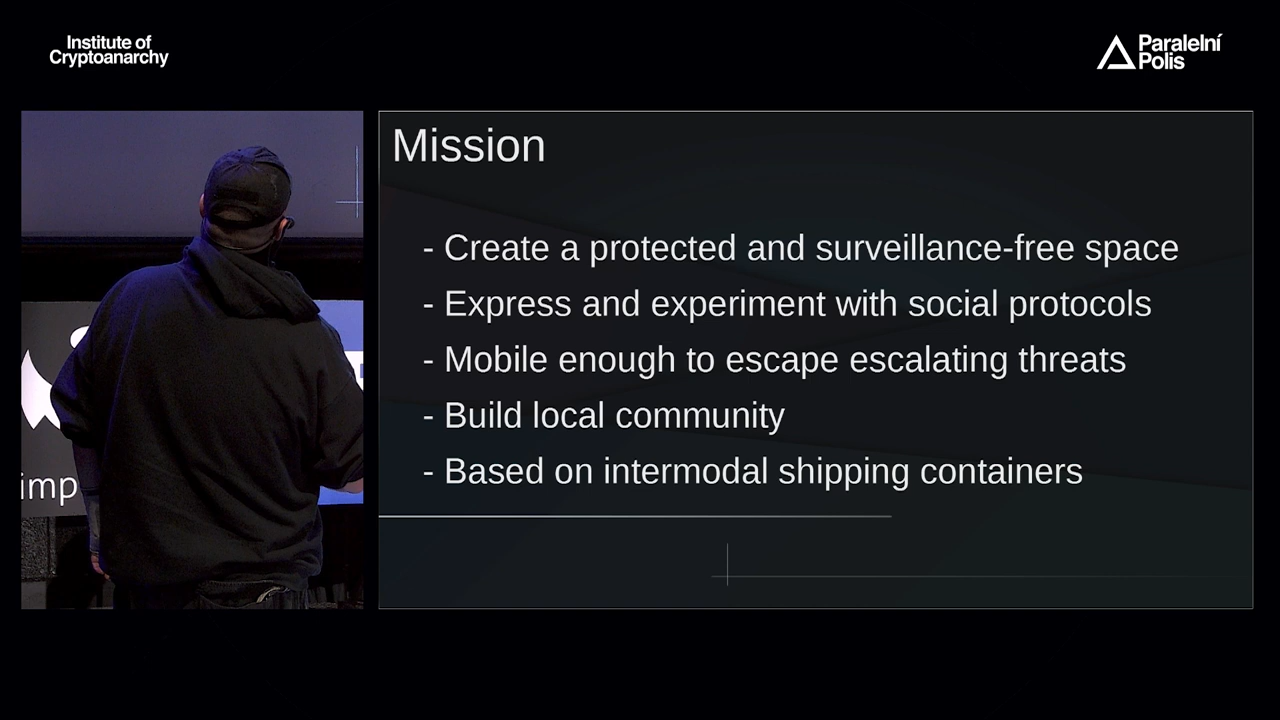 Institute of
Cryptoanarchy
Paralelní
Polis
Mission
- Create a protected and surveillance-free space
- Express and experiment with social protocols
- Mobile enough to escape escalating threats
- Build local community
- Based on intermodal shipping containers
imp